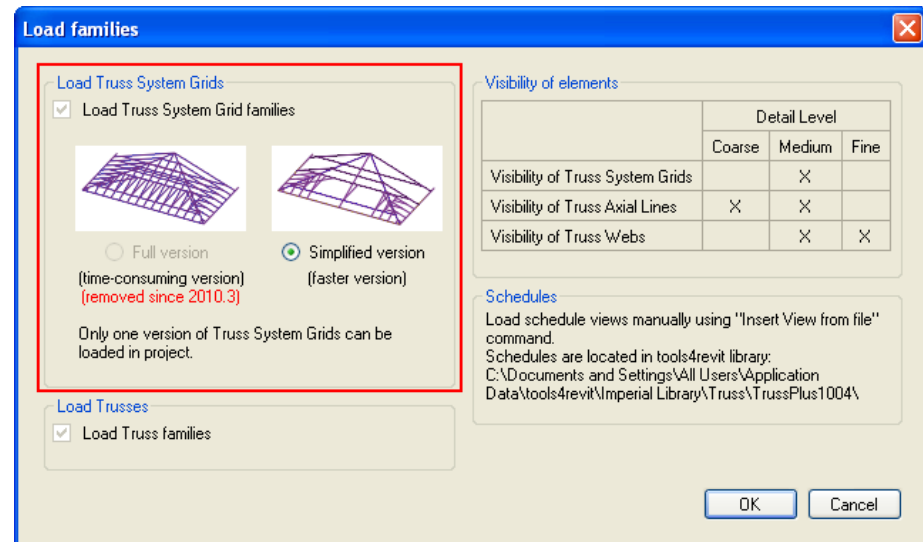 Load families
Load Truss System Grids
Load Truss System Grid families
Full version
Simplified version
(time-consuming version)
(faster version)
(removed since 2010.3)
Only one version of Truss System Grids can be
loaded in project.
Load Trusses
Load Truss families
Visibility of elements
Detail Level
Coarse Medium Fine
Visibility of Truss System Grids X
Visibility of Truss Axial Lines X X
Visibility of Truss Webs X X
Schedules
Load schedule views manually using "Insert View from file"
command.
Schedules are located in tools4revit library:
C:\Documents and Settings\All Users\Application
Data\tools4revit\Imperial Library\Truss\TrussPlus1004\
OK Cancel